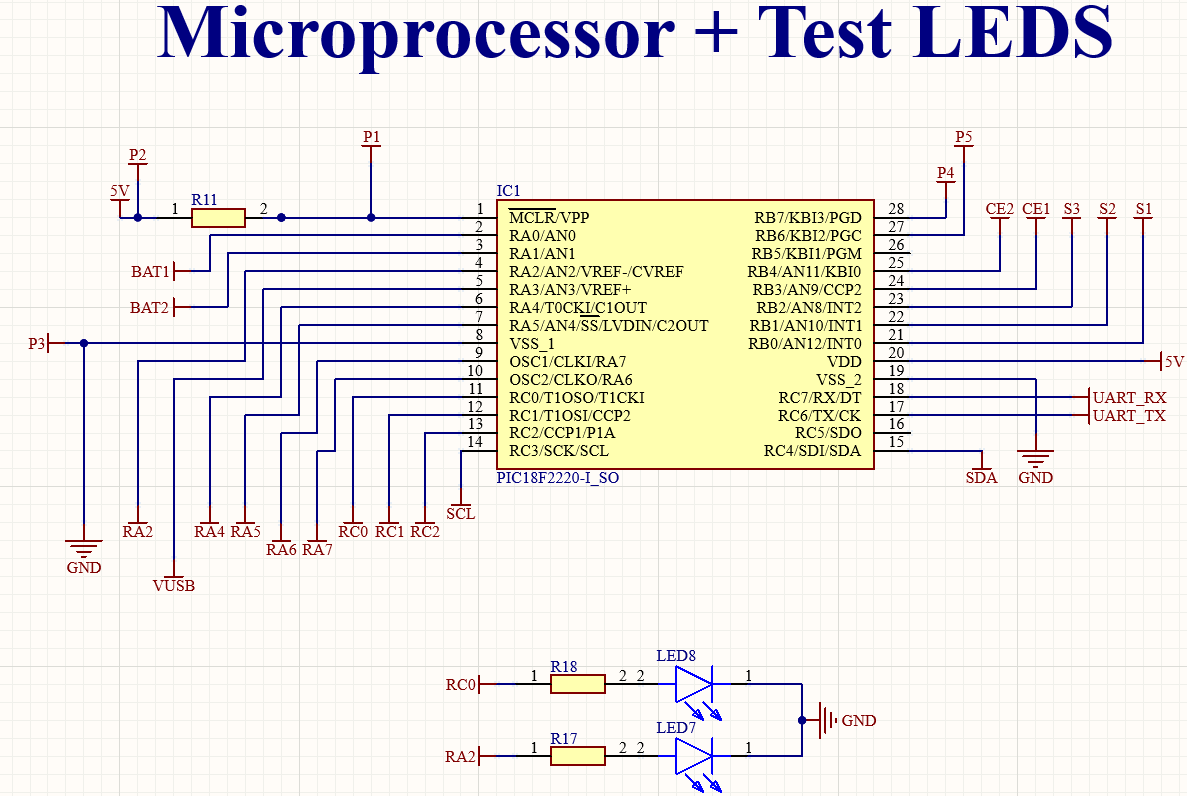 Microprocessor + Test LEDS
P1
P5
P2
P4
5V
R11
IC1
1
2
CE2
CE1
S3
S2
S1
1
MCLR/VPP
RB7/KBI3/PGD
28
2
RA0/AN0
RB6/KBI2/PGC
27
3
RA1/AN1
RB5/KBI1/PGM
26
BAT1
4
RA2/AN2/VREF-/CVREF
RB4/AN11/KBI0
25
5
RA3/AN3/VREF+
RB3/AN9/CCP2
24
BAT2
6
RA4/T0CKI/C1OUT
RB2/AN8/INT2
23
7
RA5/AN4/SS/LVDIN/C2OUT
RB1/AN10/INT1
22
P3
8
VSS_1
RB0/AN12/INT0
21
9
OSC1/CLKI/RA7
VDD
20
5V
10
OSC2/CLKO/RA6
VSS_2
19
11
RC0/T1OSO/T1CKI
RC7/RX/DT
18
UART_RX
12
RC1/T1OSI/CCP2
RC6/TX/CK
17
UART_TX
13
RC2/CCP1/P1A
RC5/SDO
16
14
RC3/SCK/SCL
RC4/SDI/SDA
15
PIC18F2220-I_SO
SDA
GND
SCL
RA2
RA4
RA5
RC0
RC1
RC2
RA6
RA7
GND
VUSB
LED8
R18
RC0
1
2
2
1
GND
LED7
R17
RA2
1
2
2
1